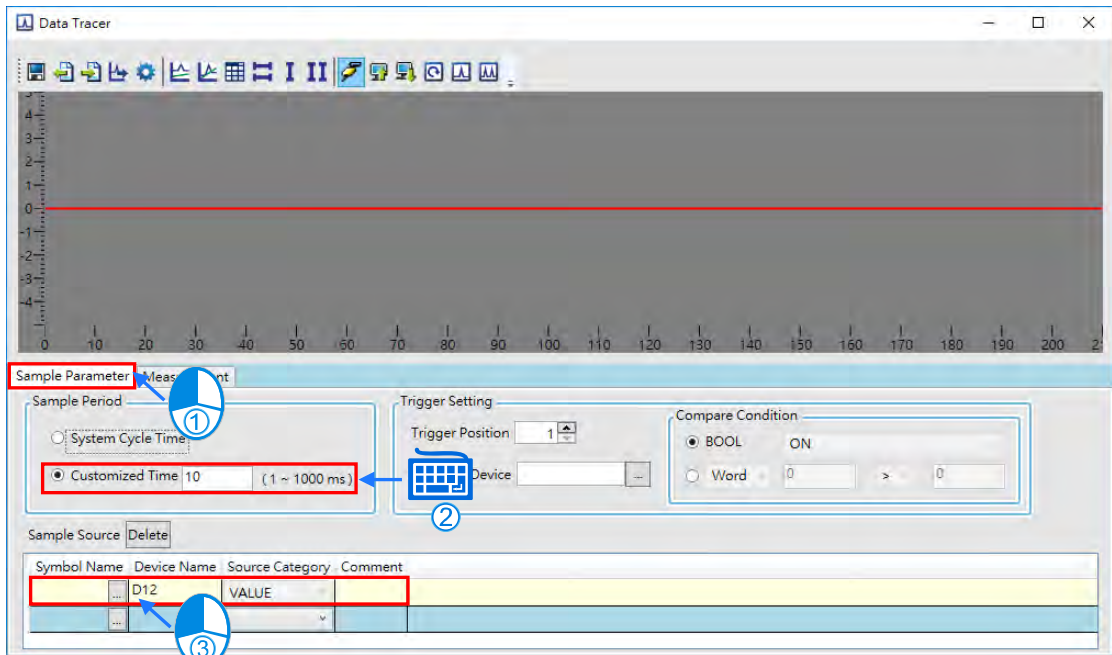 Data Tracer
4
3
2
1
0
-1
-2
-3
-4
0 10 20 30 40 50 60 70 80 90 100 110 120 130 140 150 160 170 180 190 200
Sample Parameter
Sample Period
System Cycle Time
Customized Time 10 (1 ~ 1000 ms)
①
Trigger Setting
Trigger Position 1
Device ...
②
Compare Condition
BOOL ON
Word 0 > 0
Sample Source Delete
Symbol Name Device Name Source Category Comment
... D12 VALUE
...
③